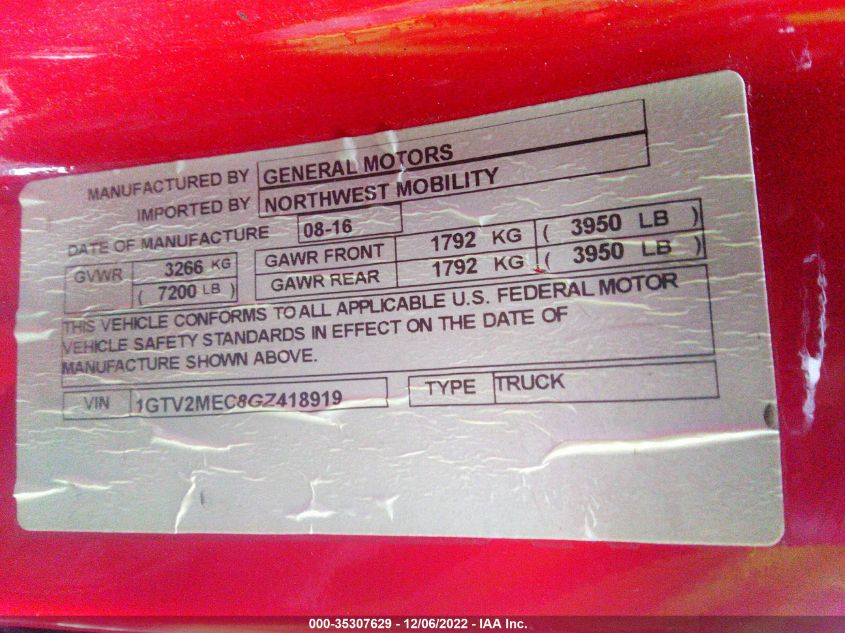 MANUFACTURED BY GENERAL MOTORS
IMPORTED BY NORTHWEST MOBILITY
DATE OF MANUFACTURE 08-16
GVWR 3266 KG
( 7200 LB )
GAWR FRONT 1792 KG ( 3950 LB )
GAWR REAR 1792 KG ( 3950 LB )
THIS VEHICLE CONFORMS TO ALL APPLICABLE U.S. FEDERAL MOTOR
VEHICLE SAFETY STANDARDS IN EFFECT ON THE DATE OF
MANUFACTURE SHOWN ABOVE.
VIN 1GTV2MEC8GZ418919 TYPE TRUCK
000-35307629 - 12/06/2022 - IAA Inc.